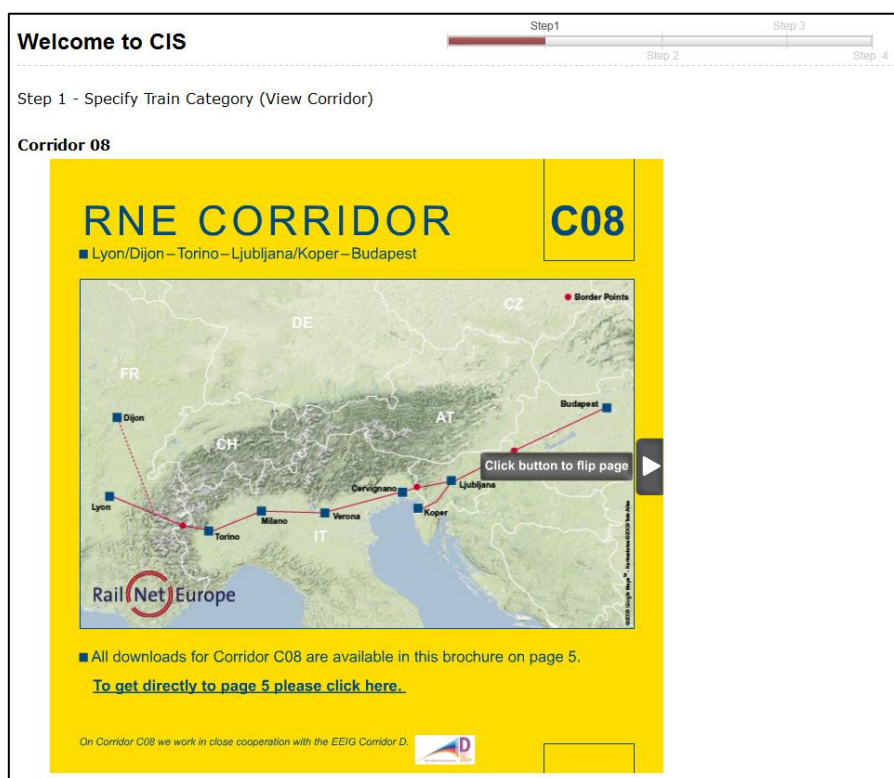 Welcome to CIS
Step1
Step 3
Step 2
Step 4
Step 1 - Specify Train Category (View Corridor)
Corridor 08
RNE CORRIDOR
C08
Lyon/Dijon–Torino–Ljubljana/Koper–Budapest
Border Points
CZ
DE
FR
Budapest
Dijon
AT
CH
Click button to flip page
Cervignano
Ljubljana
Lyon
Koper
Milano
Verona
Torino
IT
Rail Net Europe
All downloads for Corridor C08 are available in this brochure on page 5.
To get directly to page 5 please click here.
On Corridor C08 we work in close cooperation with the EEIG Corridor D.
D